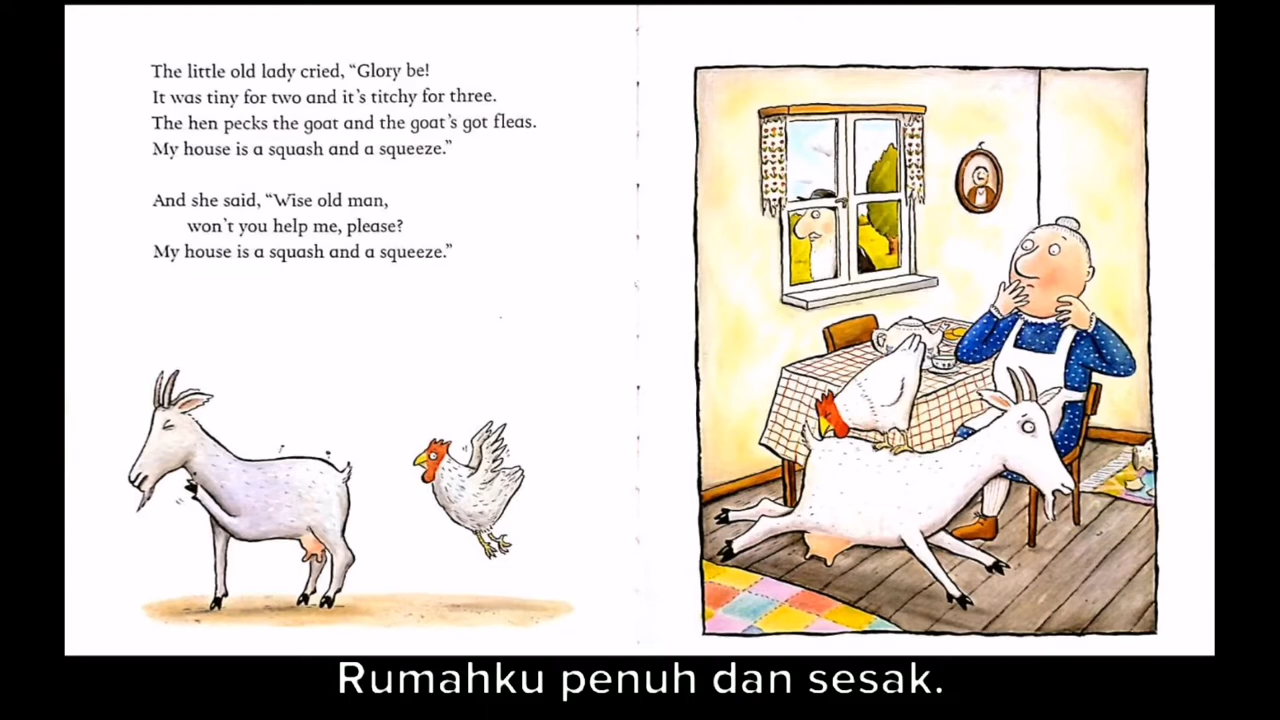 The little old lady cried, “Glory be!
It was tiny for two and it’s titchy for three.
The hen pecks the goat and the goat’s got fleas.
My house is a squash and a squeeze.”
And she said, “Wise old man,
won’t you help me, please?
My house is a squash and a squeeze.”
Rumahku penuh dan sesak.